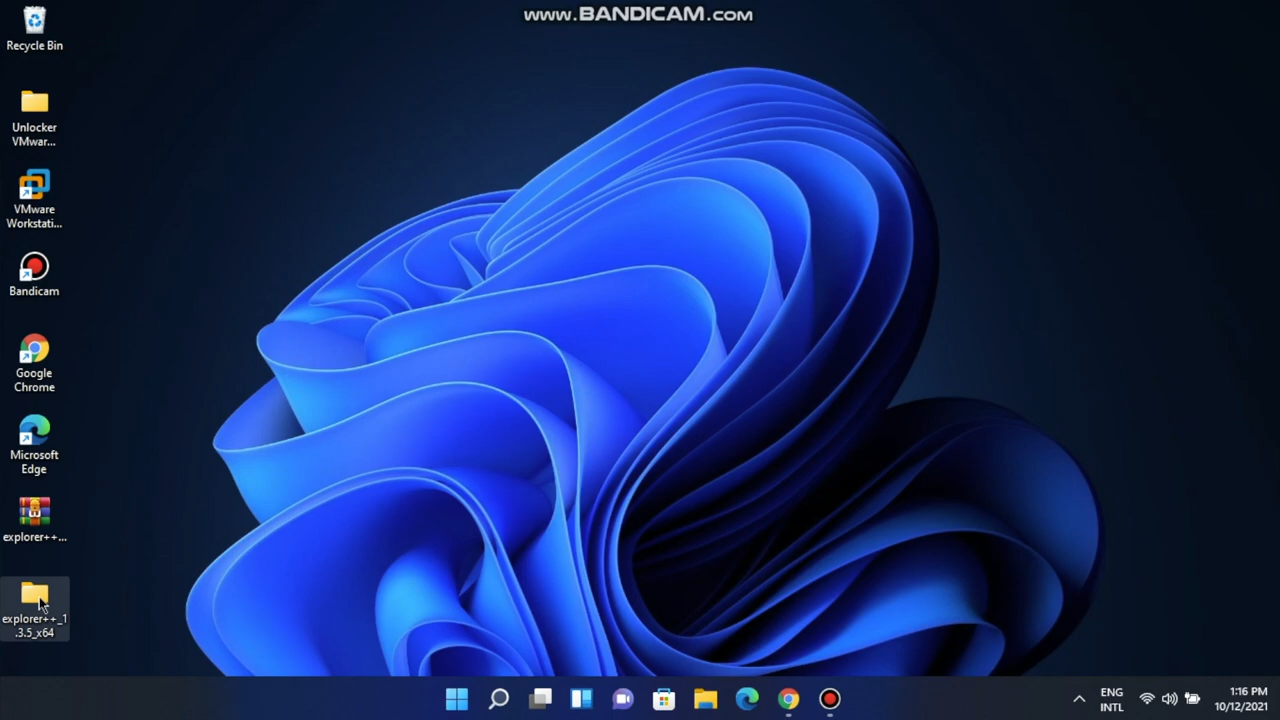 www.BANDICAM.com
Recycle Bin
Unlocker
VMwar...
VMware
Workstati...
Bandicam
Google
Chrome
Microsoft
Edge
explorer++...
explorer++_1
.3.5_x64
ENG
INTL
1:16 PM
10/12/2021